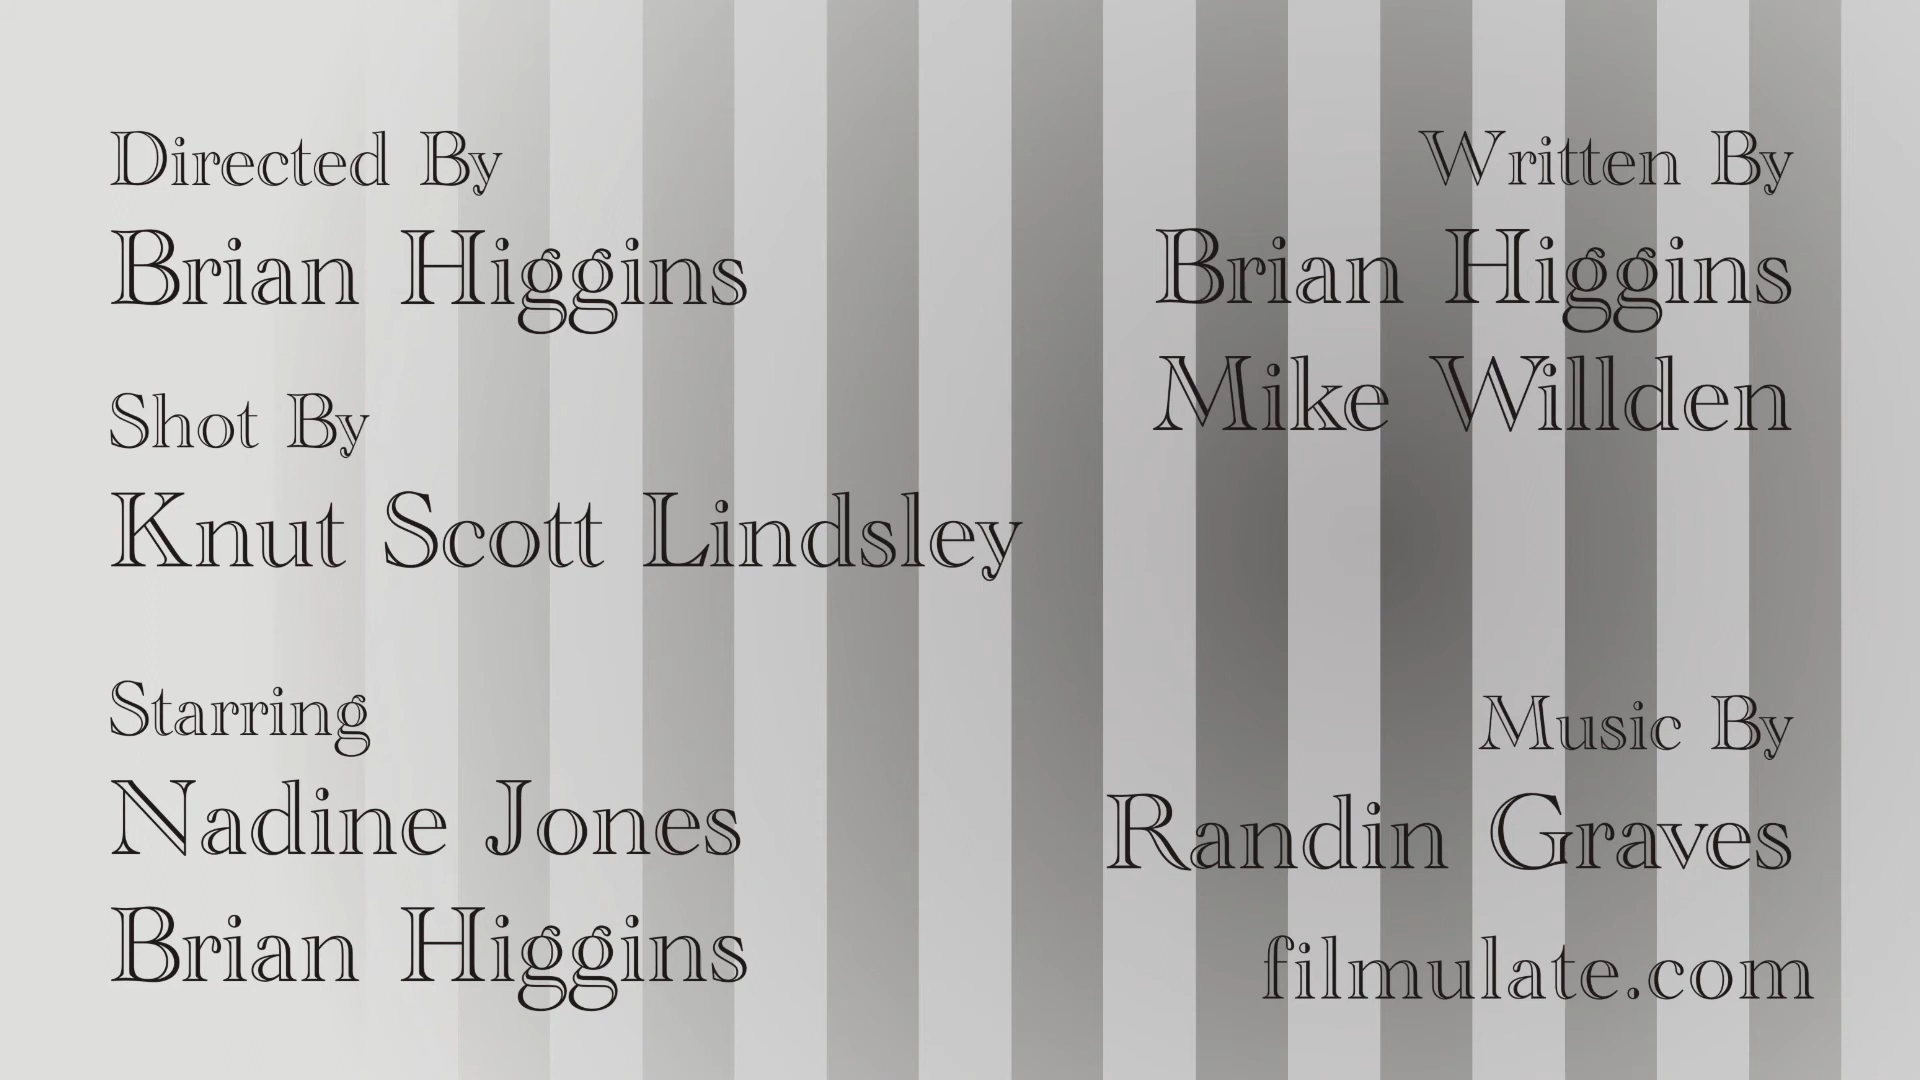 Directed By
Brian Higgins
Shot By
Knut Scott Lindsley
Starring
Nadine Jones
Brian Higgins
Written By
Brian Higgins
Mike Willden
Music By
Randin Graves
filmulate.com